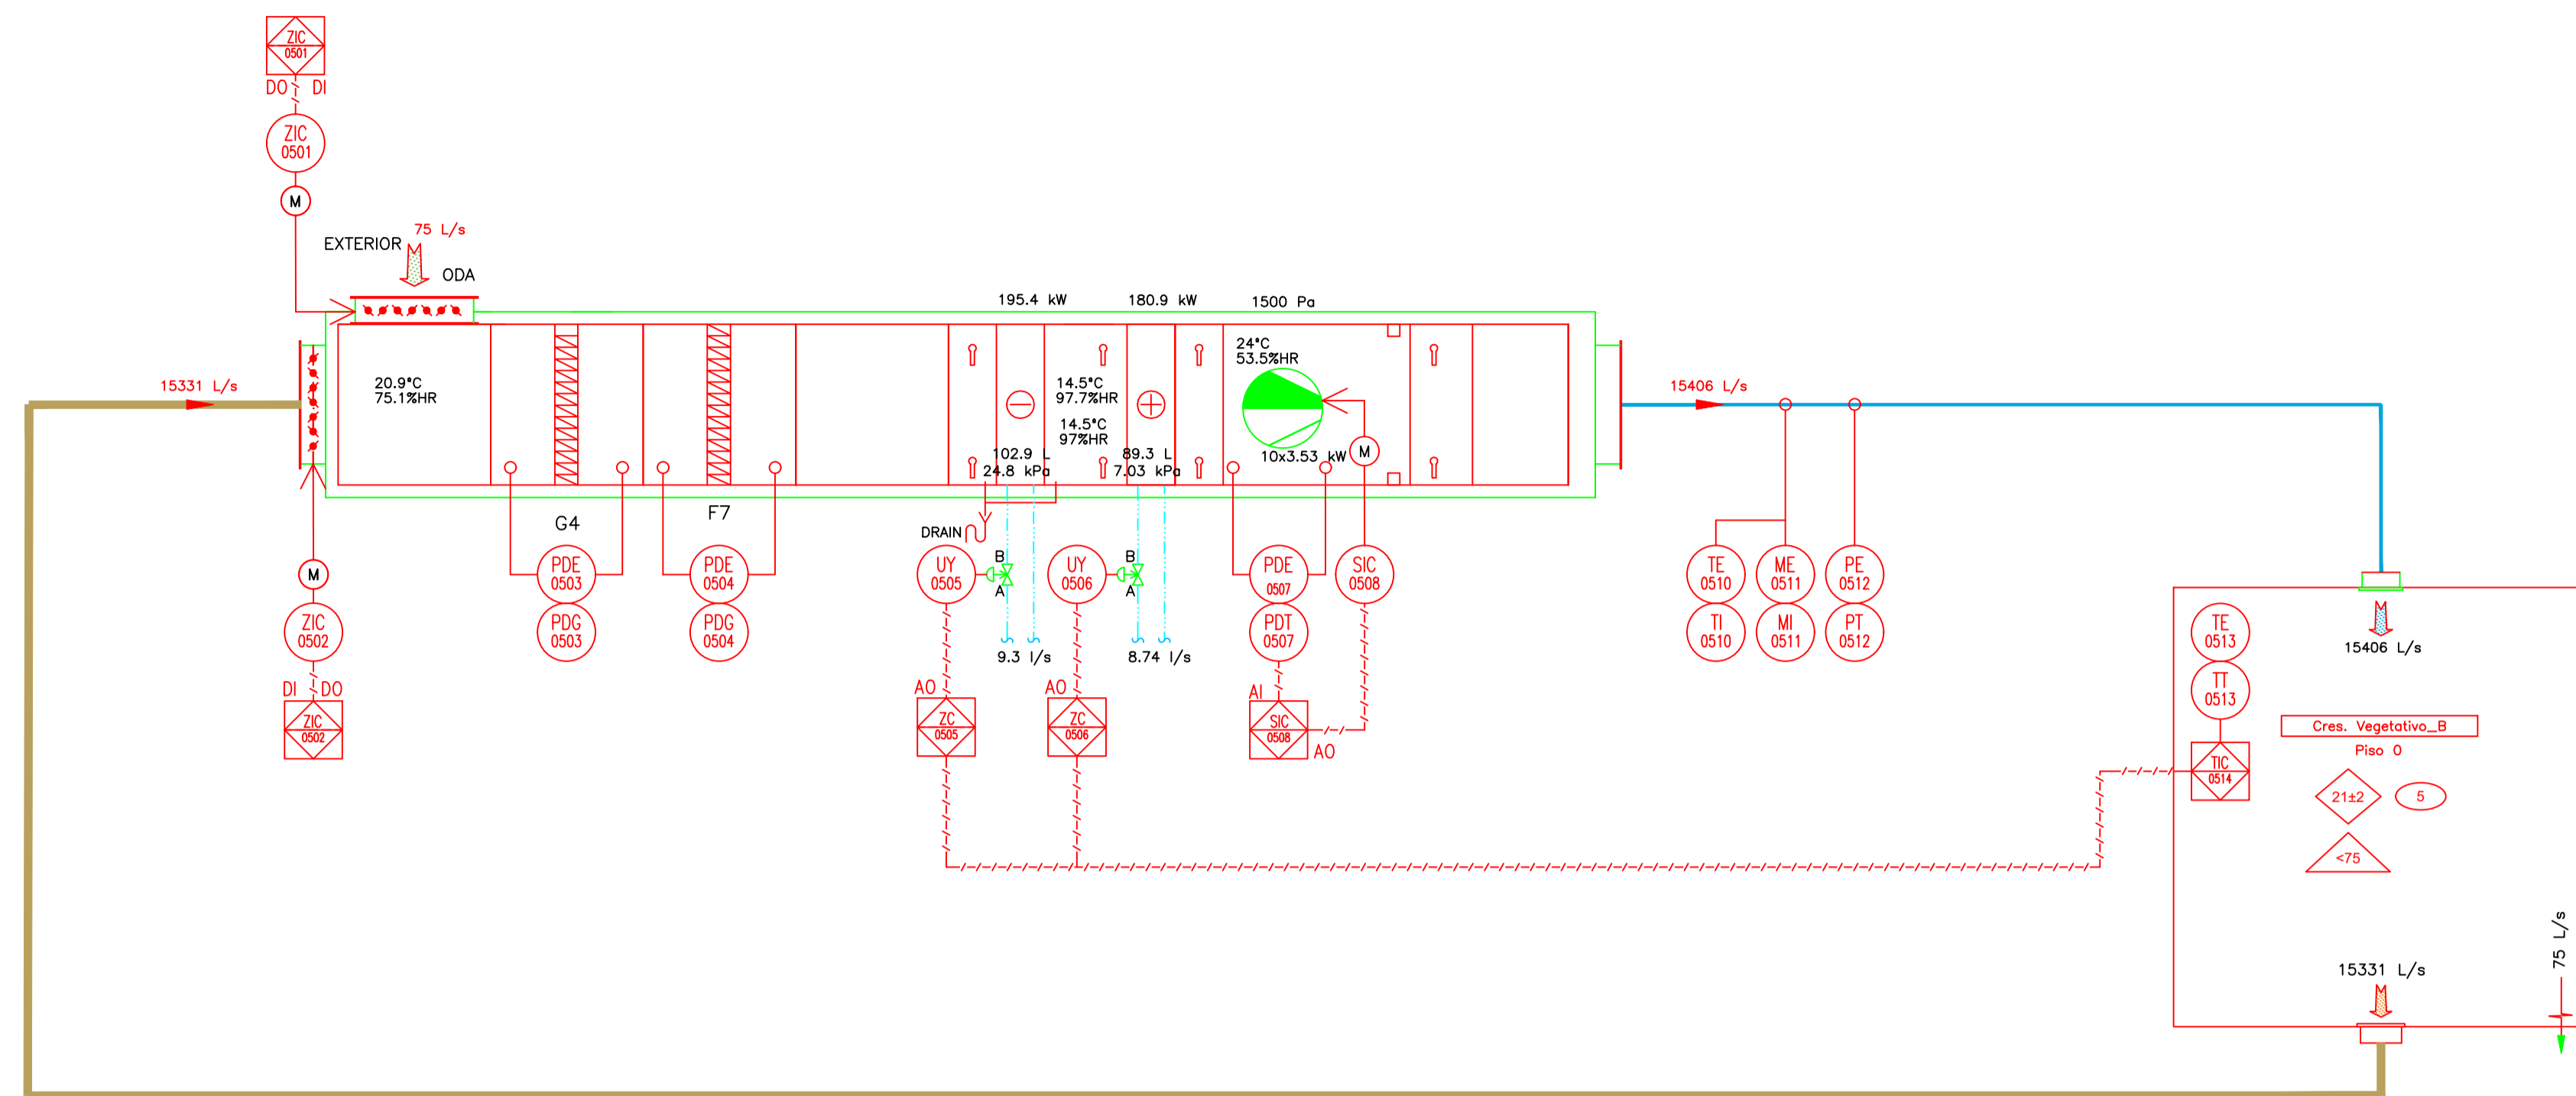 ZIC
0501
DO DI
ZIC
0501
M
75 L/s
EXTERIOR
ODA
195.4 kW
180.9 kW
1500 Pa
15331 L/s
20.9°C
75.1%HR
14.5°C
97.7%HR
14.5°C
97%HR
24°C
53.5%HR
102.9 L
24.8 kPa
89.3 L
7.03 kPa
10x3.53 kW
M
15406 L/s
G4
F7
DRAIN
M
ZIC
0502
DI DO
ZIC
0502
PDE
0503
PDG
0503
PDE
0504
PDG
0504
UY
0505
B
A
9.3 l/s
AO
ZC
0505
UY
0506
B
A
8.74 l/s
AO
ZC
0506
PDE
0507
PDT
0507
AI
SIC
0508
AO
SIC
0508
TE
0510
TI
0510
ME
0511
MI
0511
PE
0512
PT
0512
TE
0513
TT
0513
TIC
0514
15406 L/s
Cres. Vegetativo_B
Piso 0
21±2
5
<75
15331 L/s
75 L/s